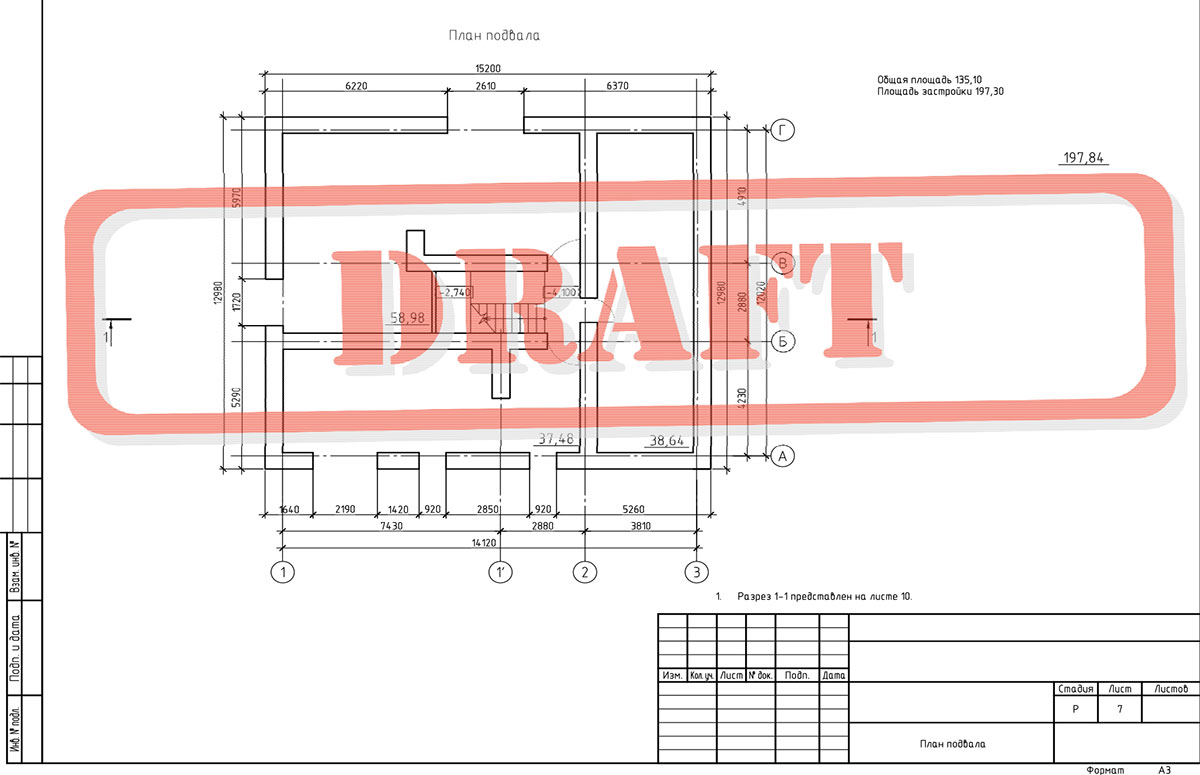 План подвала
15200
6220 2610 6370
Общая площадь 135,10
Площадь застройки 197,30
197,84
Г
5970
4910
DRAFT
В
12980
1720
-2,740
-4,100
2880
12980
12020
58,98
1
1
Б
5290
4230
37,48
38,64
А
1640 2190 1420 920 2850 920 5260
7430 2880 3810
14120
1 1' 2 3
1. Разрез 1-1 представлен на листе 10.
Взам. инв. №
Подп. и дата
Инв. № подл.
Изм. Кол.уч. Лист № док. Подп. Дата
Стадия Лист Листов
Р 7
План подвала
Формат А3